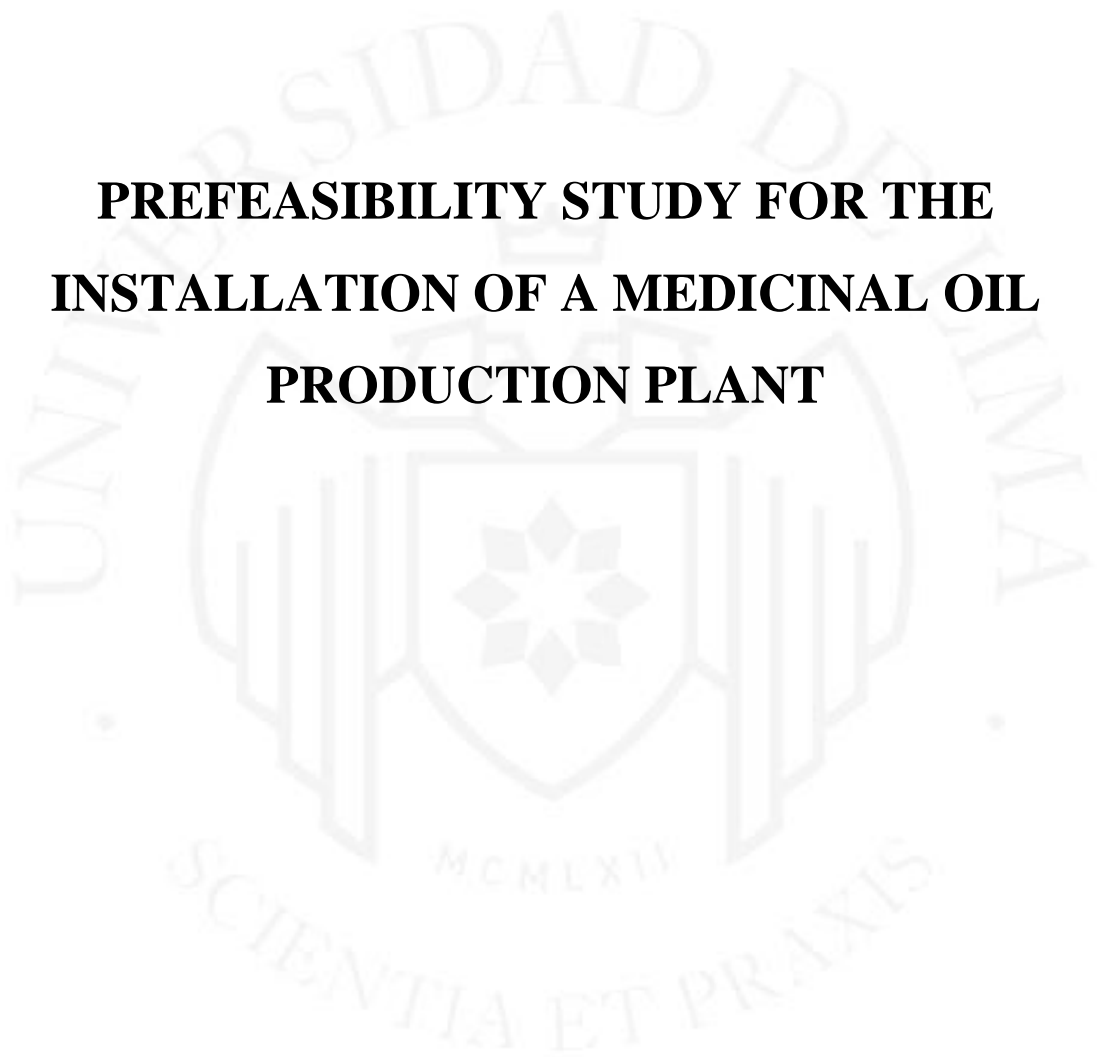 UNIVERSIDAD DE LIMA
PREFEASIBILITY STUDY FOR THE
INSTALLATION OF A MEDICINAL OIL
PRODUCTION PLANT
MCMLXII
SCIENTIA ET PRAXIS